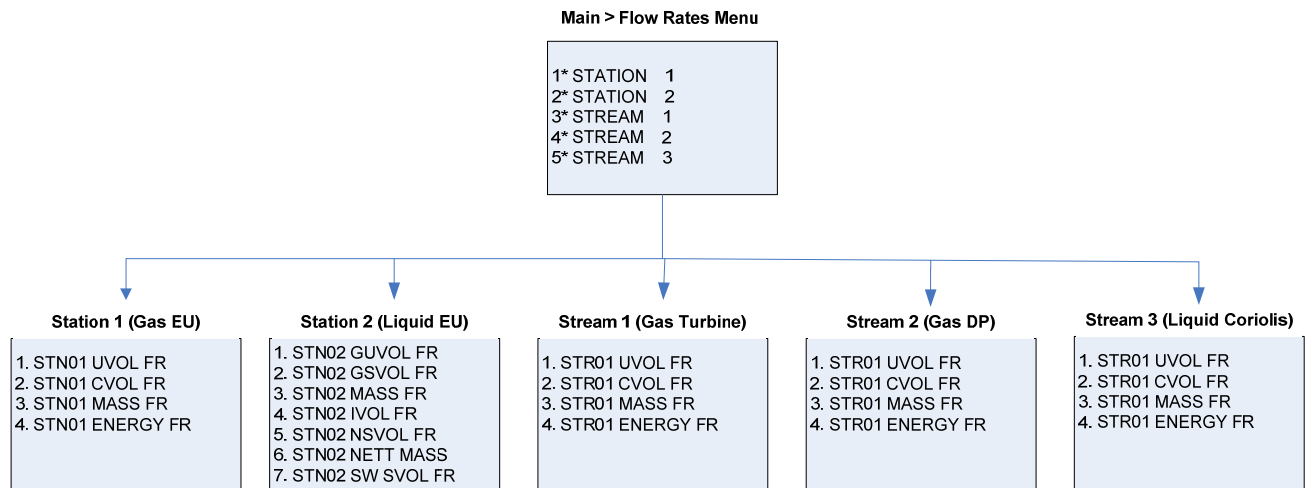 Main > Flow Rates Menu
1* STATION 1
2* STATION 2
3* STREAM 1
4* STREAM 2
5* STREAM 3
Station 1 (Gas EU)
1. STN01 UVOL FR
2. STN01 CVOL FR
3. STN01 MASS FR
4. STN01 ENERGY FR
Station 2 (Liquid EU)
1. STN02 GUVOL FR
2. STN02 GSVOL FR
3. STN02 MASS FR
4. STN02 IVOL FR
5. STN02 NSVOL FR
6. STN02 NETT MASS
7. STN02 SW SVOL FR
Stream 1 (Gas Turbine)
1. STR01 UVOL FR
2. STR01 CVOL FR
3. STR01 MASS FR
4. STR01 ENERGY FR
Stream 2 (Gas DP)
1. STR01 UVOL FR
2. STR01 CVOL FR
3. STR01 MASS FR
4. STR01 ENERGY FR
Stream 3 (Liquid Coriolis)
1. STR01 UVOL FR
2. STR01 CVOL FR
3. STR01 MASS FR
4. STR01 ENERGY FR